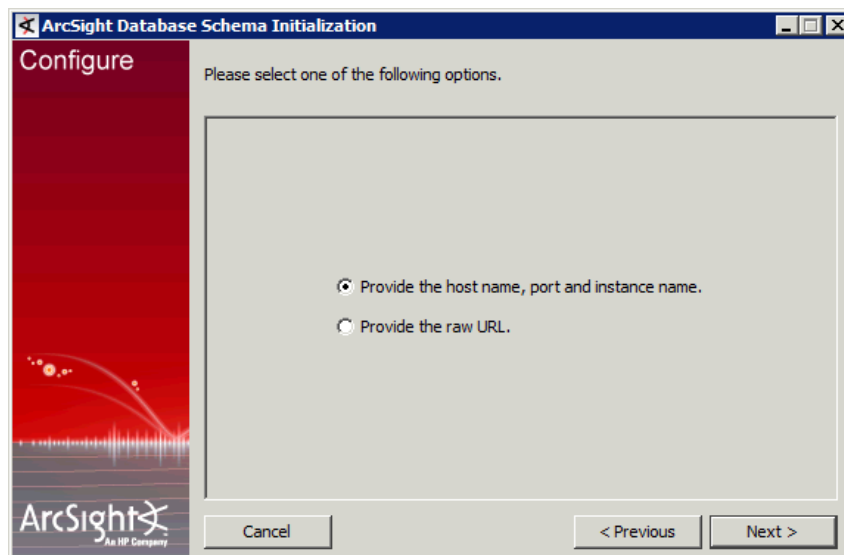 ArcSight Database Schema Initialization
Configure
Please select one of the following options.
Provide the host name, port and instance name.
Provide the raw URL.
ArcSight
An HP Company
Cancel
< Previous
Next >